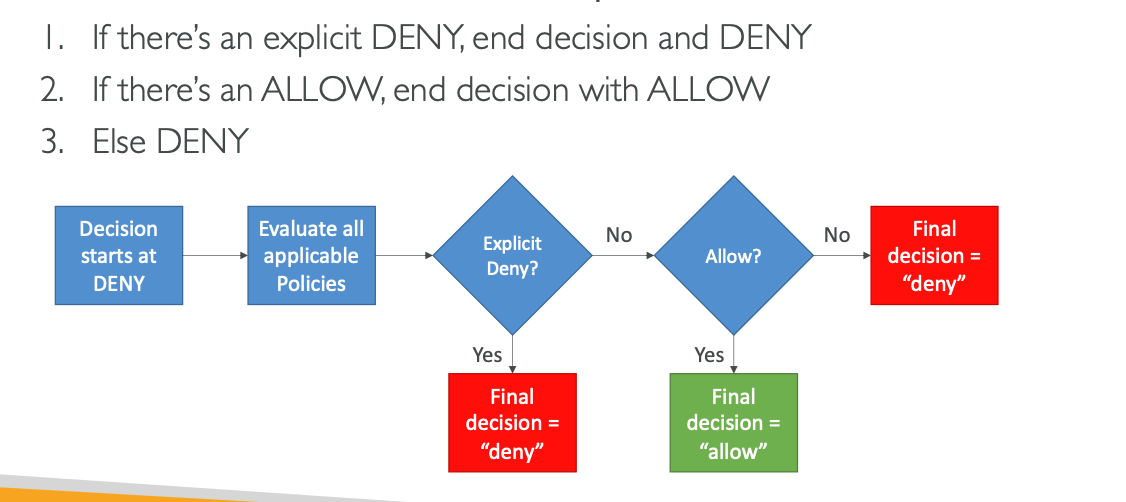 1. If there's an explicit DENY, end decision and DENY
2. If there's an ALLOW, end decision with ALLOW
3. Else DENY
Decision
starts at
DENY
Evaluate all
applicable
Policies
Explicit
Deny?
No
Allow?
No
Final
decision =
“deny”
Yes
Yes
Final
decision =
“deny”
Final
decision =
“allow”